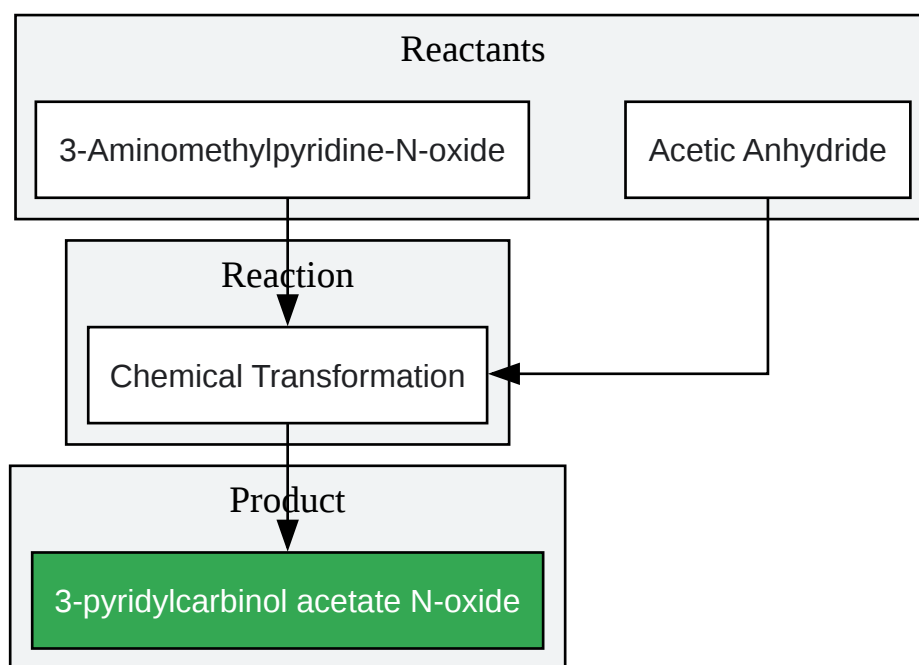 Reactants
3-Aminomethylpyridine-N-oxide
Acetic Anhydride
Reaction
Chemical Transformation
Product
3-pyridylcarbinol acetate N-oxide